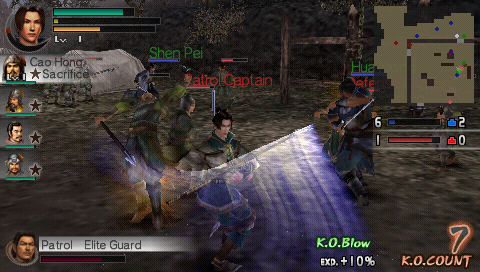 Lv. 1
Cao Hong
★Sacrifice
Shen Pei
Patrol Captain
6 2
1 0
K.O.Blow
EXP. +10%
7
K.O.COUNT
Patrol Elite Guard